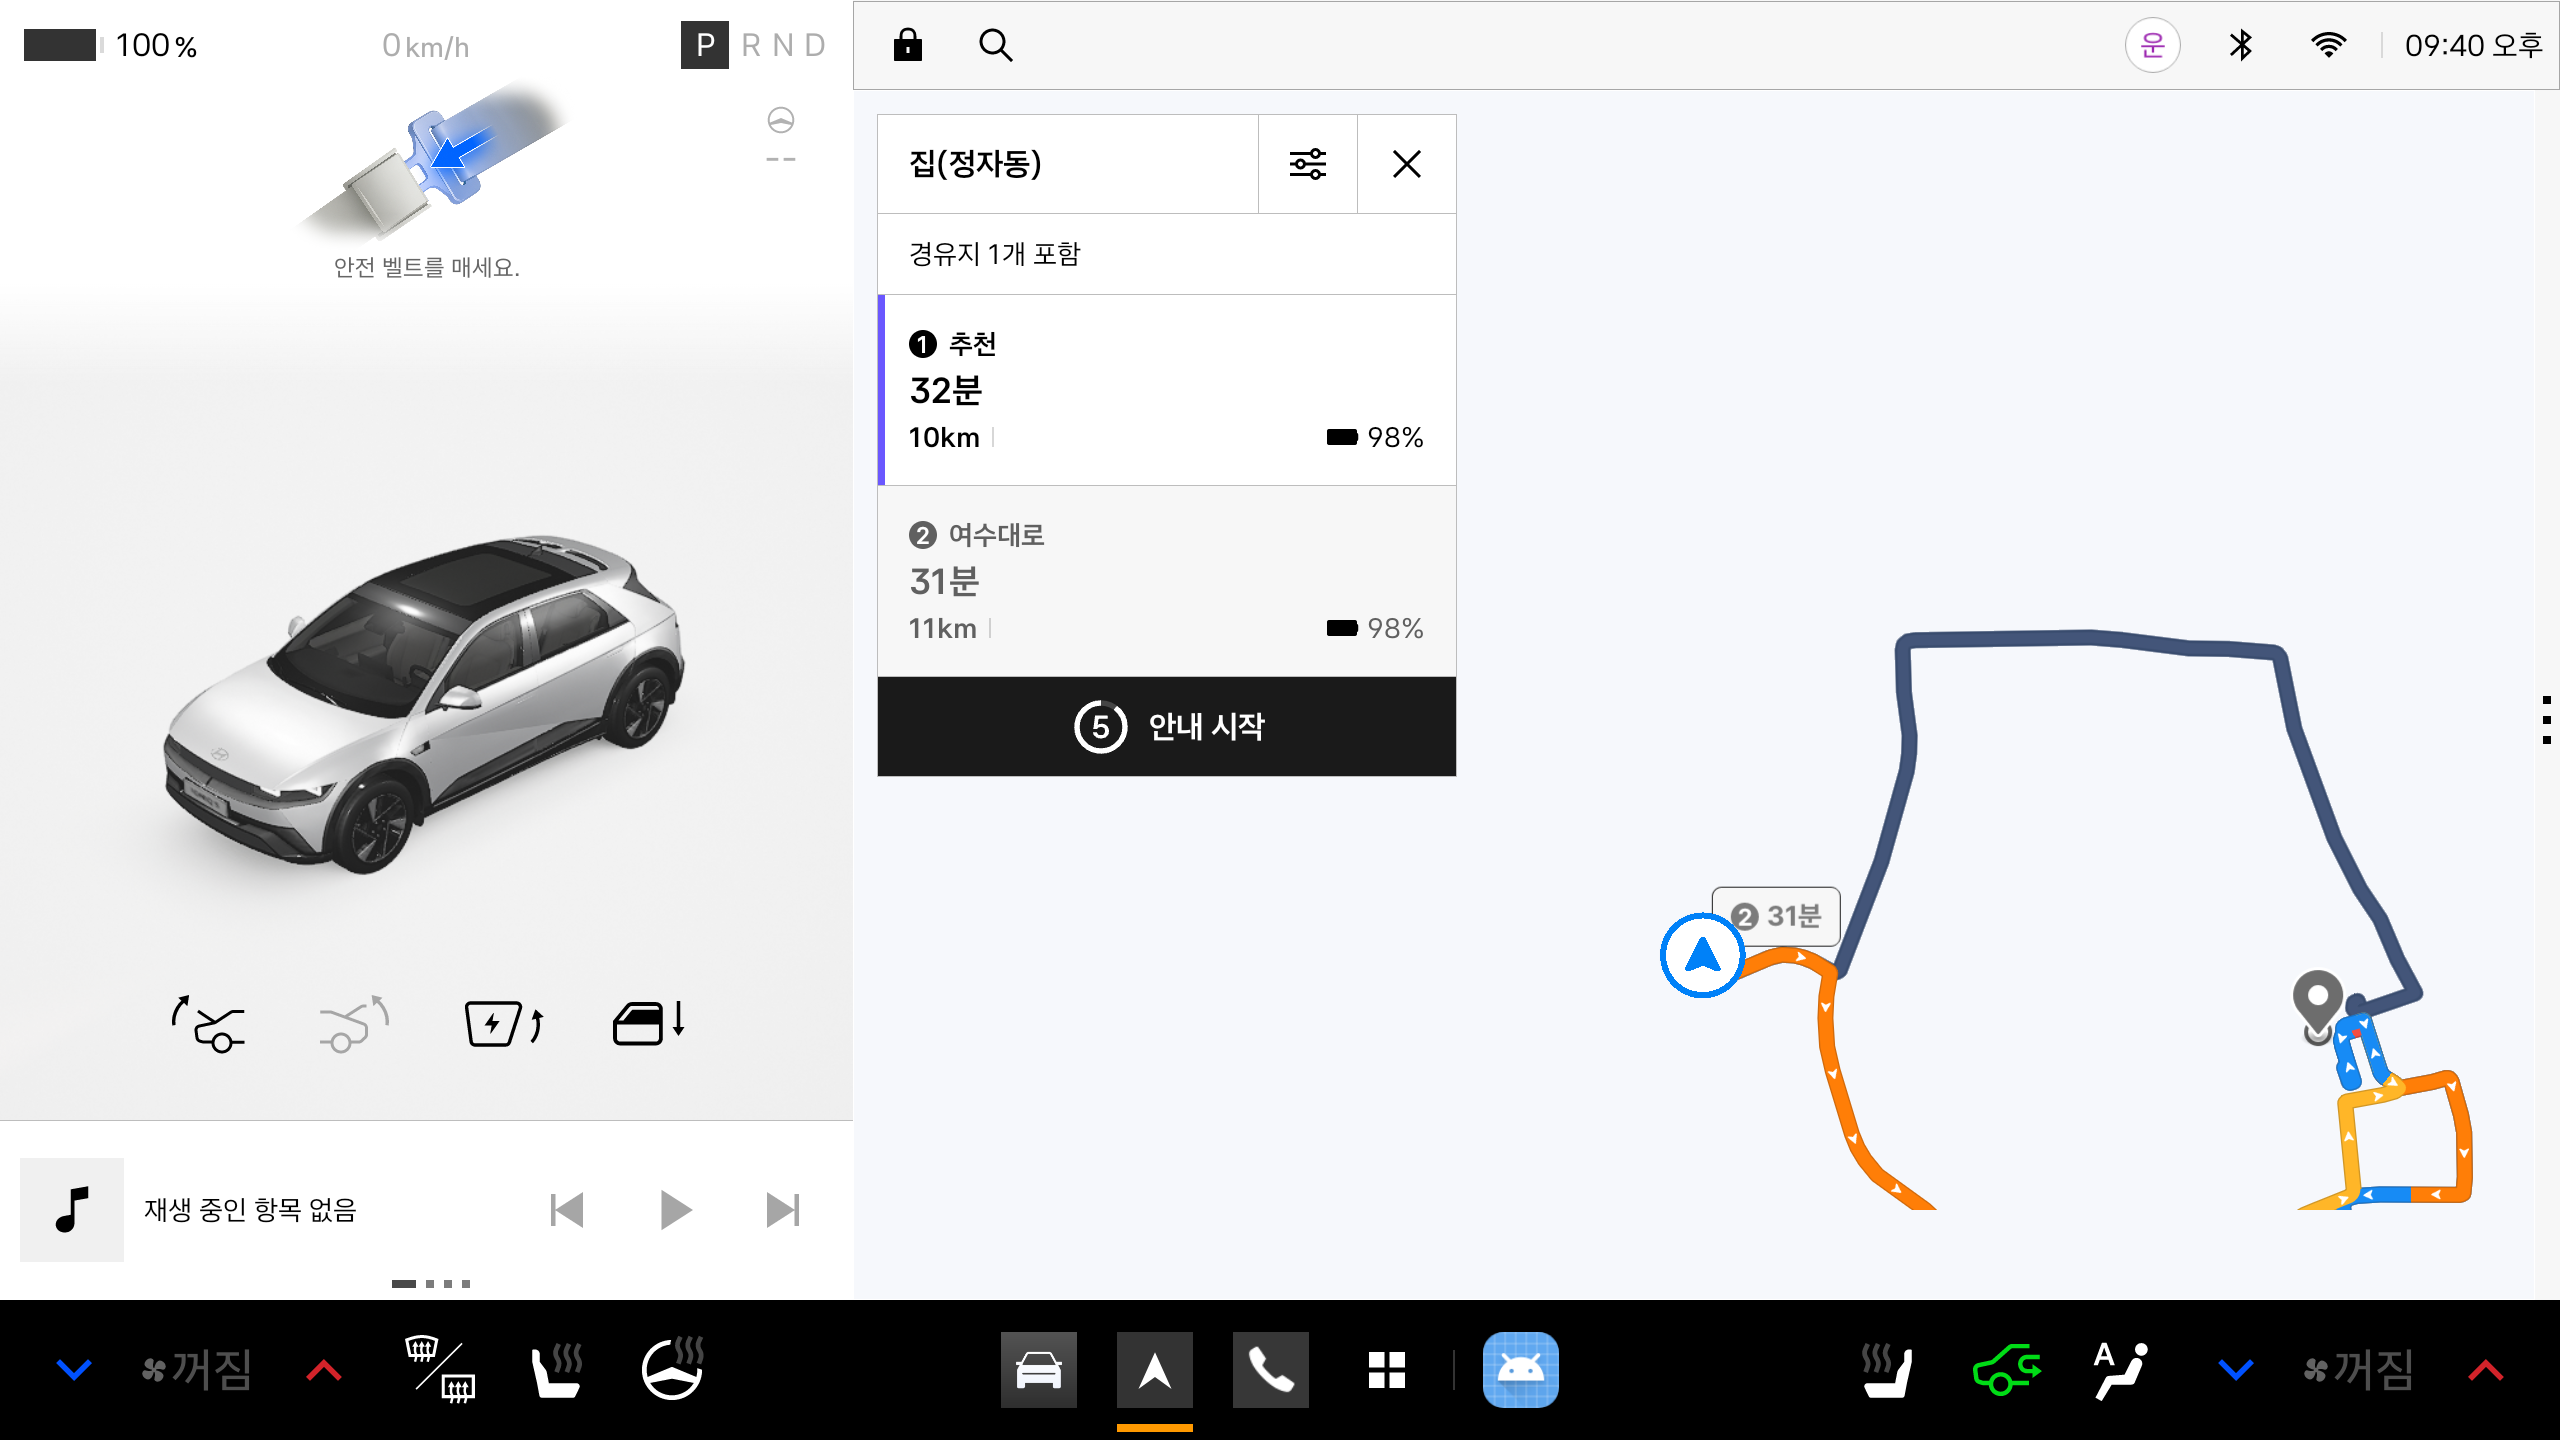 100 %
0 km/h
P R N D
운
09:40 오후
안전 벨트를 매세요.
집(정자동)
경유지 1개 포함
1 추천
32분
10km
98%
2 여수대로
31분
11km
98%
5 안내 시작
2 31분
재생 중인 항목 없음
꺼짐
A
꺼짐